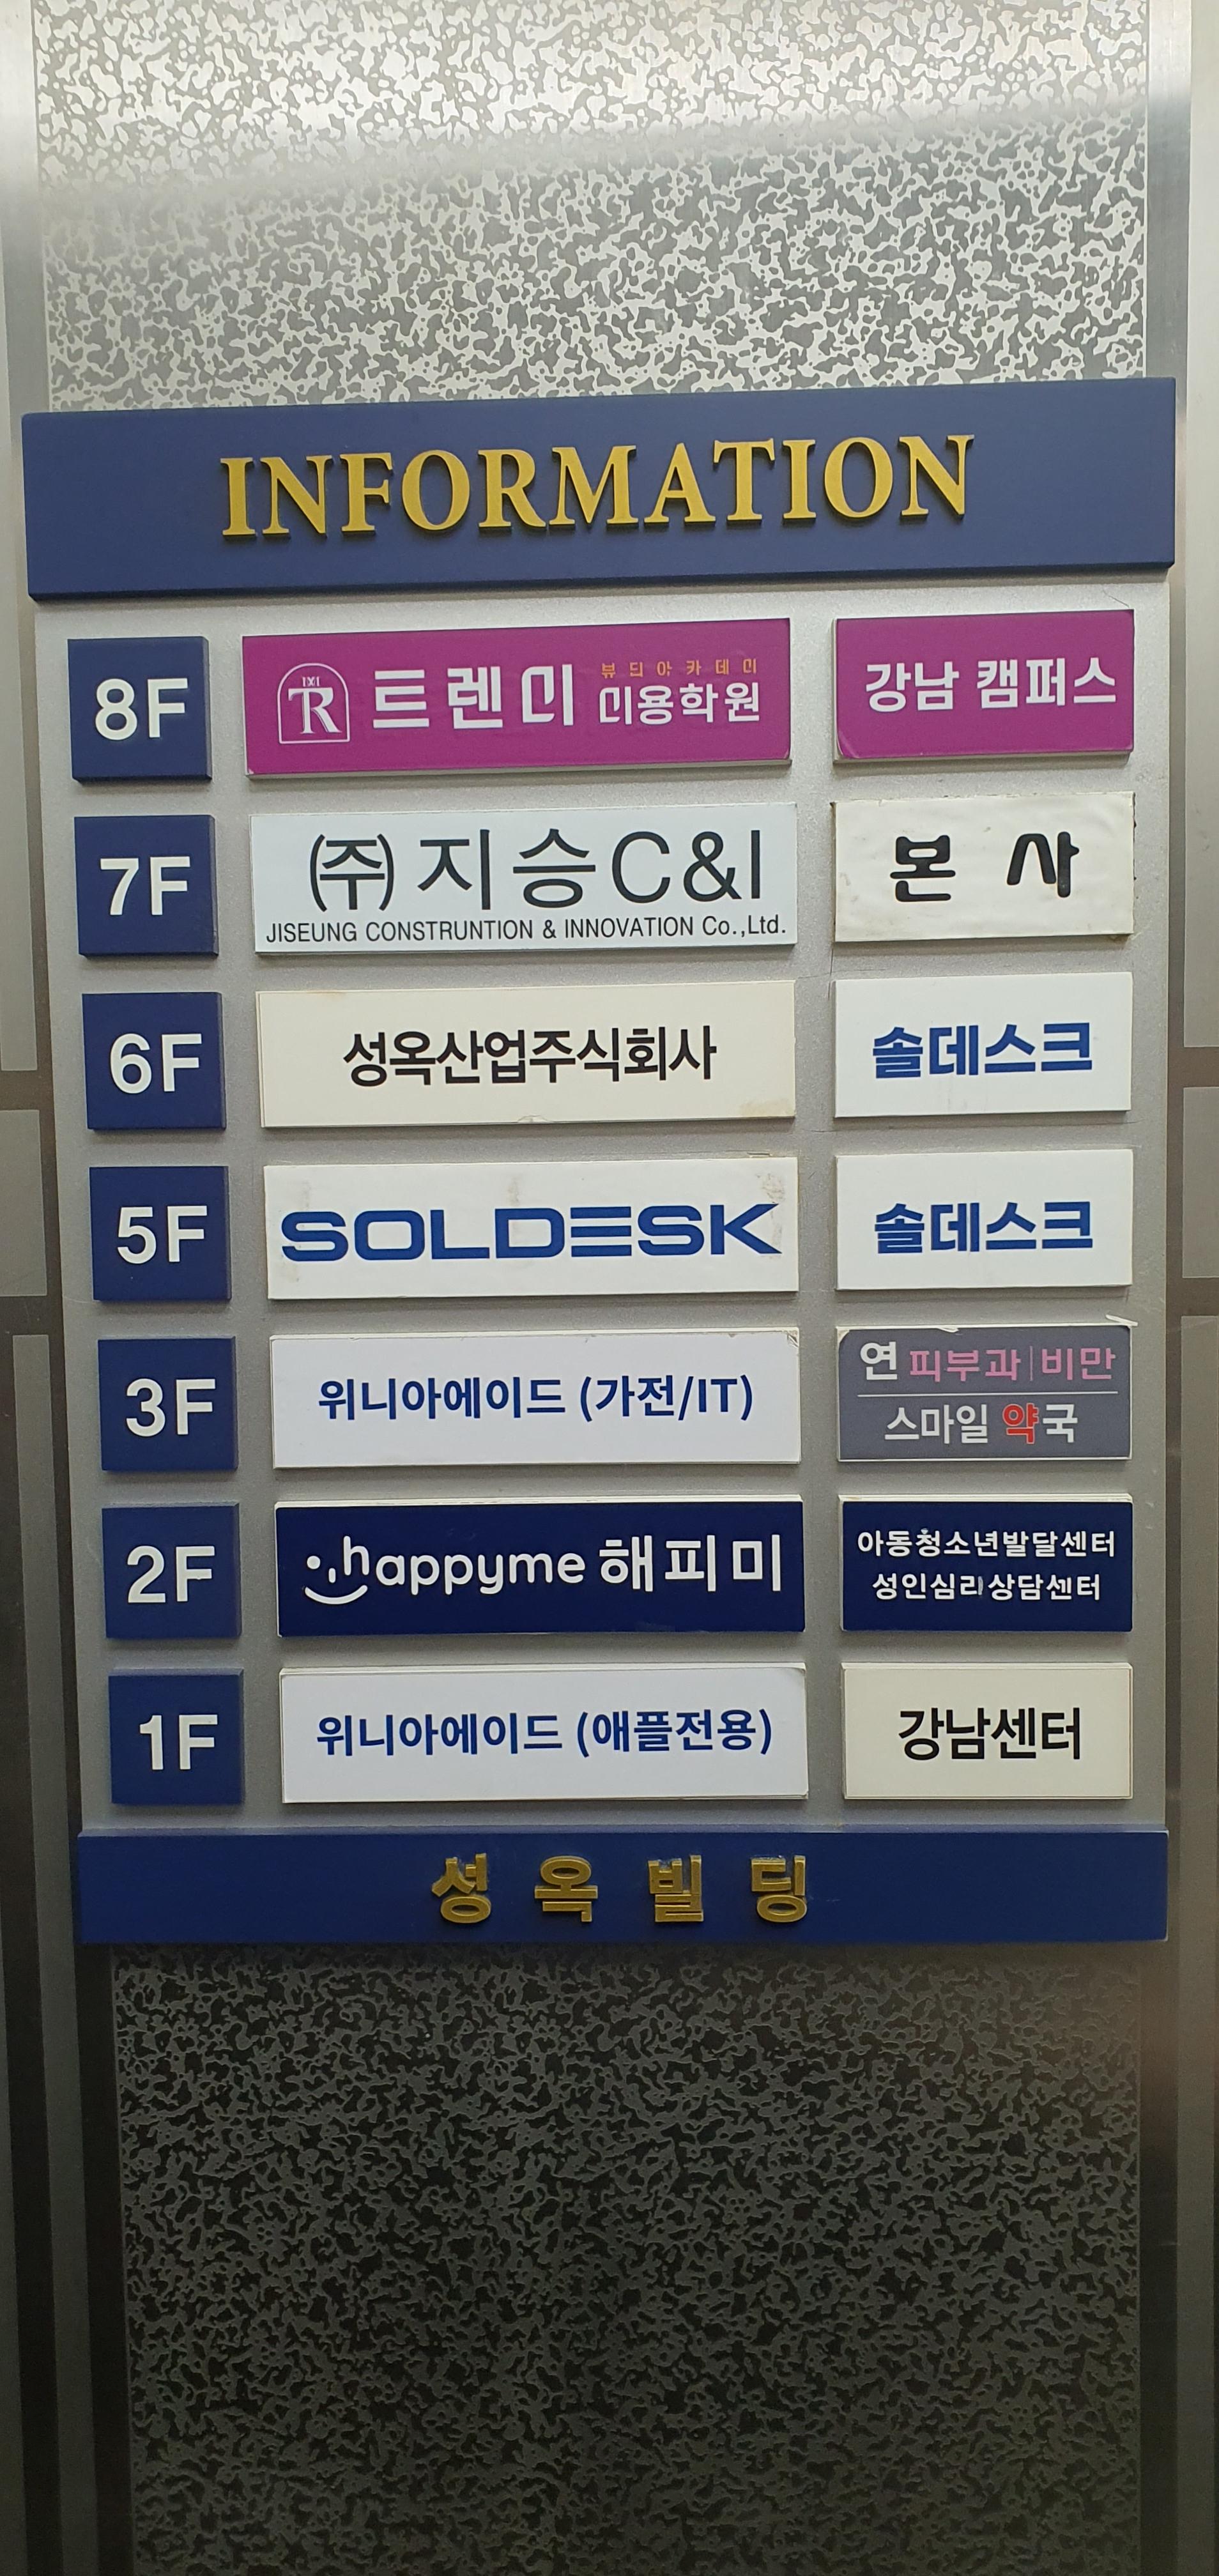 INFORMATION
8F
트렌미 뷰딕아카데미
미용학원
강남 캠퍼스
7F
(주)지승C&I
JISEUNG CONSTRUNTION & INNOVATION Co.,Ltd.
본 사
6F
성옥산업주식회사
솔데스크
5F
SOLDESK
솔데스크
3F
위니아에이드 (가전/IT)
연 피부과|비만
스마일 약국
2F
happyme 해피미
아동청소년발달센터
성인심리상담센터
1F
위니아에이드 (애플전용)
강남센터
성옥빌딩